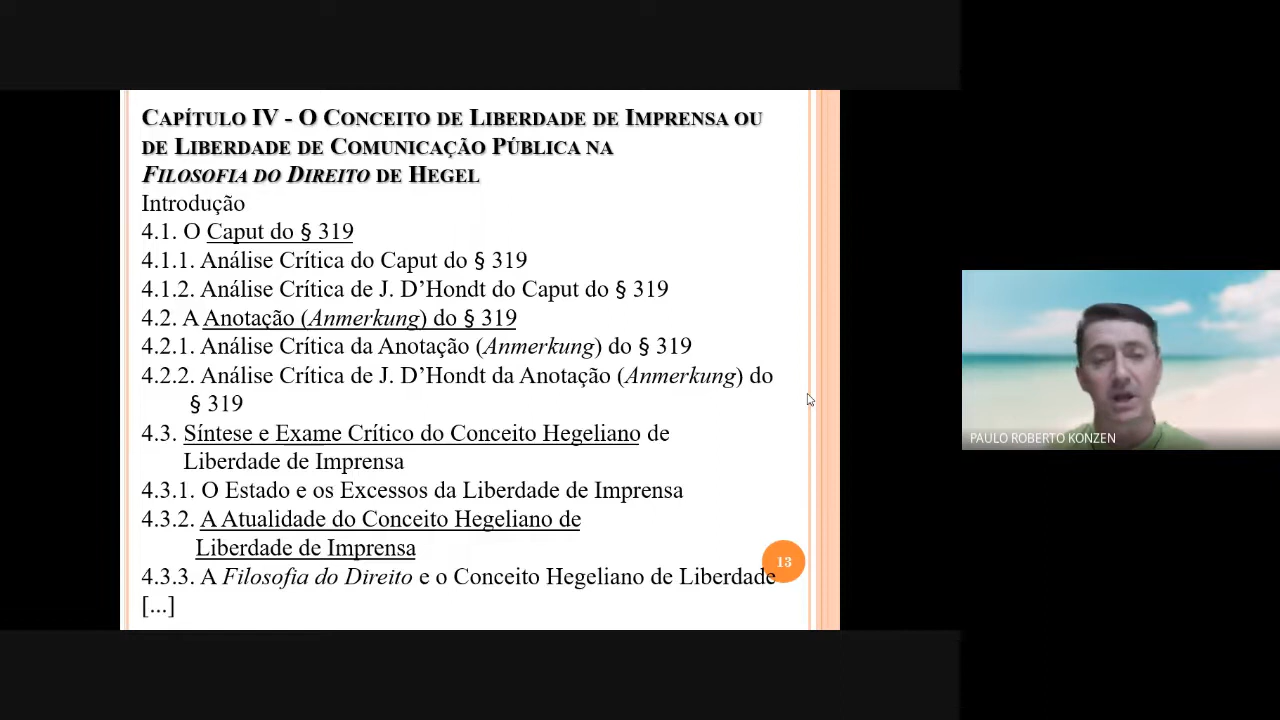 CAPÍTULO IV - O CONCEITO DE LIBERDADE DE IMPRENSA OU
DE LIBERDADE DE COMUNICAÇÃO PÚBLICA NA
FILOSOFIA DO DIREITO DE HEGEL
Introdução
4.1. O Caput do § 319
4.1.1. Análise Crítica do Caput do § 319
4.1.2. Análise Crítica de J. D’Hondt do Caput do § 319
4.2. A Anotação (Anmerkung) do § 319
4.2.1. Análise Crítica da Anotação (Anmerkung) do § 319
4.2.2. Análise Crítica de J. D’Hondt da Anotação (Anmerkung) do
§ 319
4.3. Síntese e Exame Crítico do Conceito Hegeliano de
Liberdade de Imprensa
4.3.1. O Estado e os Excessos da Liberdade de Imprensa
4.3.2. A Atualidade do Conceito Hegeliano de
Liberdade de Imprensa
4.3.3. A Filosofia do Direito e o Conceito Hegeliano de Liberdade
[...]
13
PAULO ROBERTO KONZEN